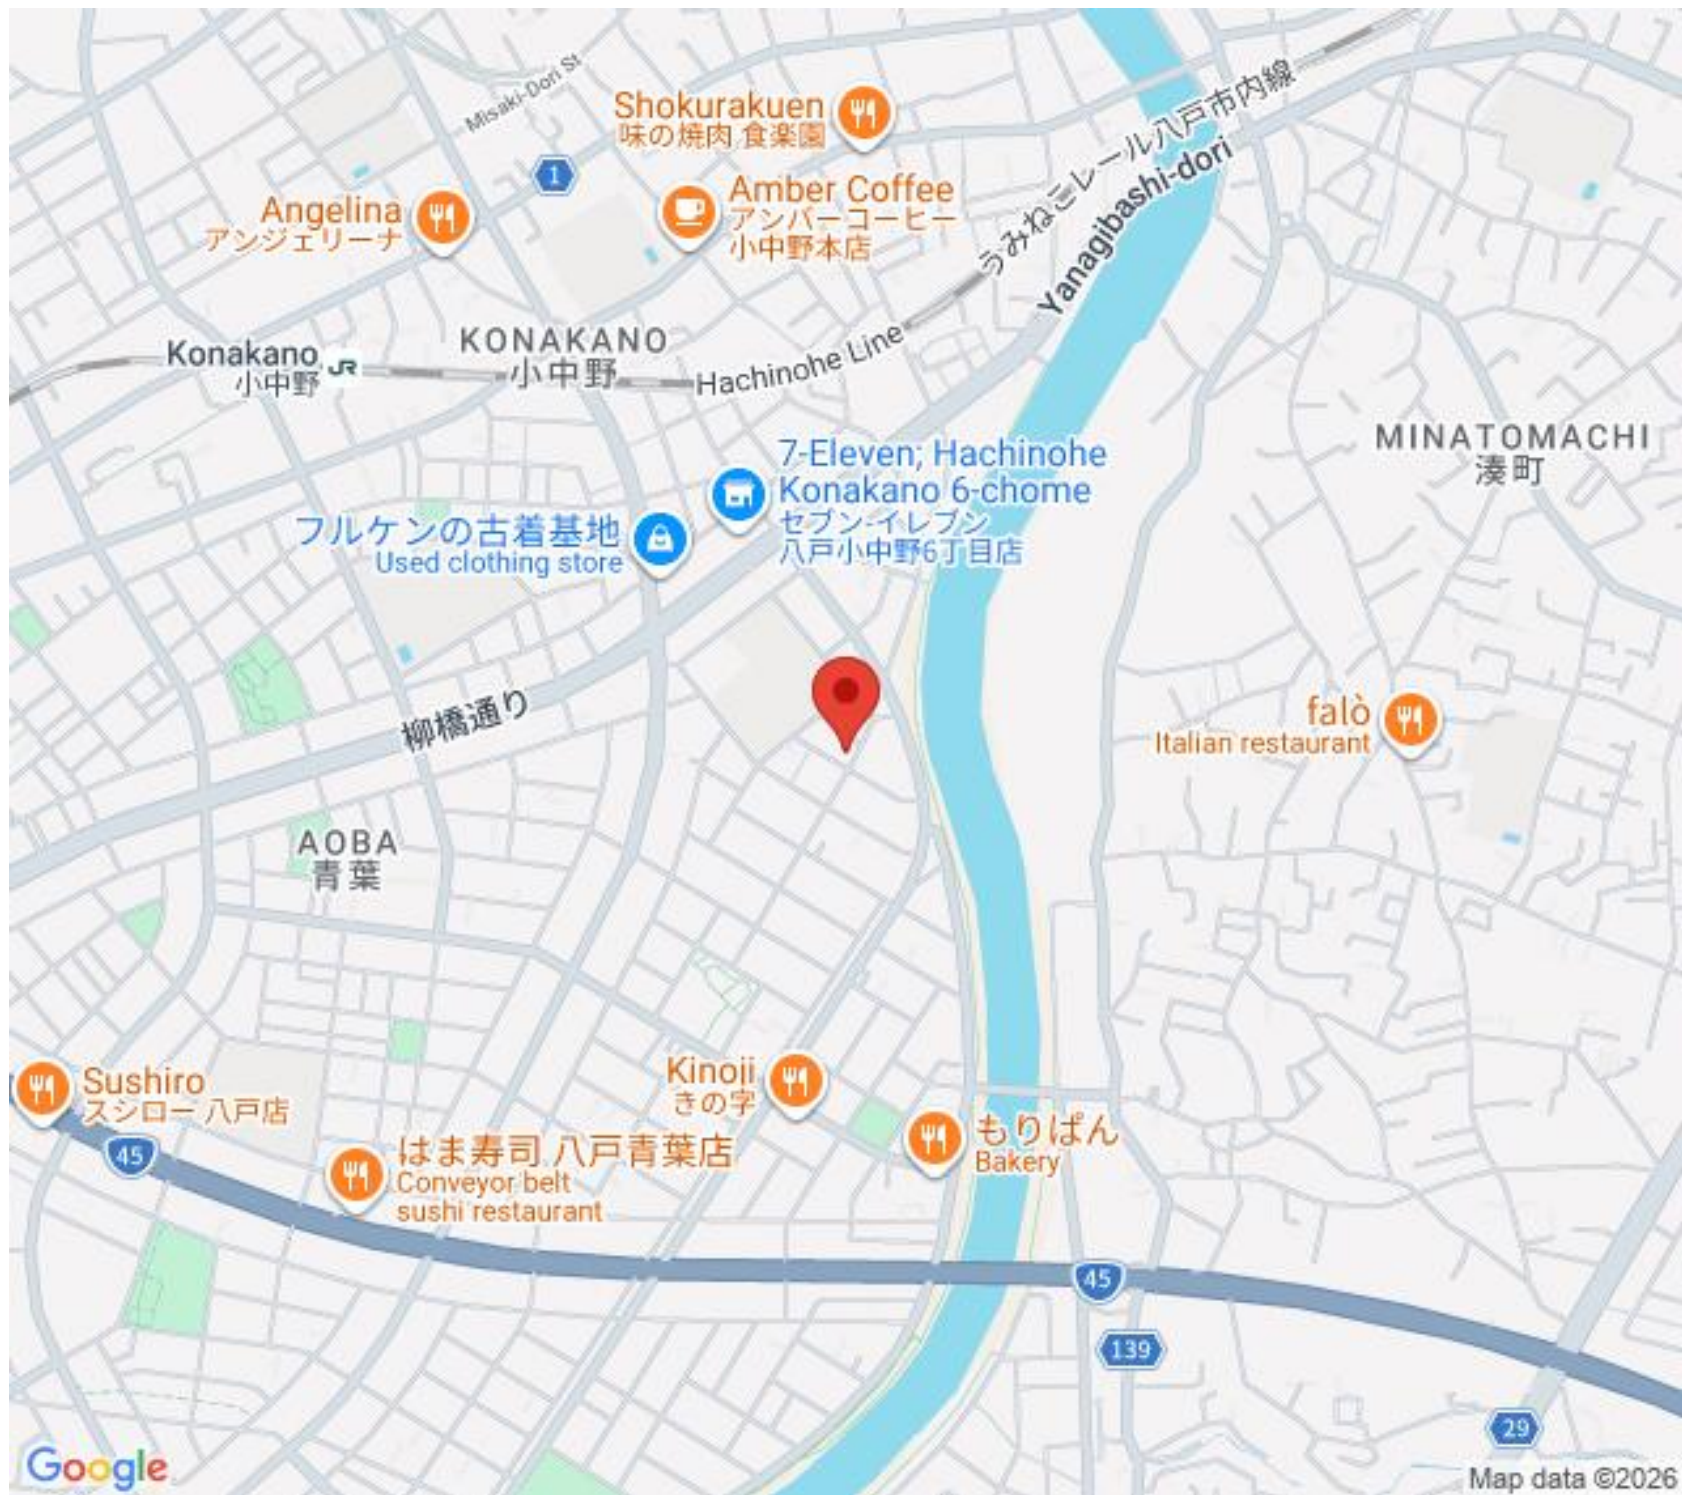 Misaki-Dori St
Shokurakuen
味の焼肉 食楽園
1
Angelina
アンジェリーナ
Amber Coffee
アンバーコーヒー
小中野本店
うみねこレール八戸市内線
Yanagibashi-dori
Konakano
小中野
JR
KONAKANO
小中野
Hachinohe Line
MINATOMACHI
湊町
7-Eleven; Hachinohe
Konakano 6-chome
セブン-イレブン
八戸小中野6丁目店
フルケンの古着基地
Used clothing store
柳橋通り
falò
Italian restaurant
AOBA
青葉
Sushiro
スシロー 八戸店
45
はま寿司 八戸青葉店
Conveyor belt
sushi restaurant
Kinoji
きの字
もりぱん
Bakery
45
139
29
Google
Map data ©2026